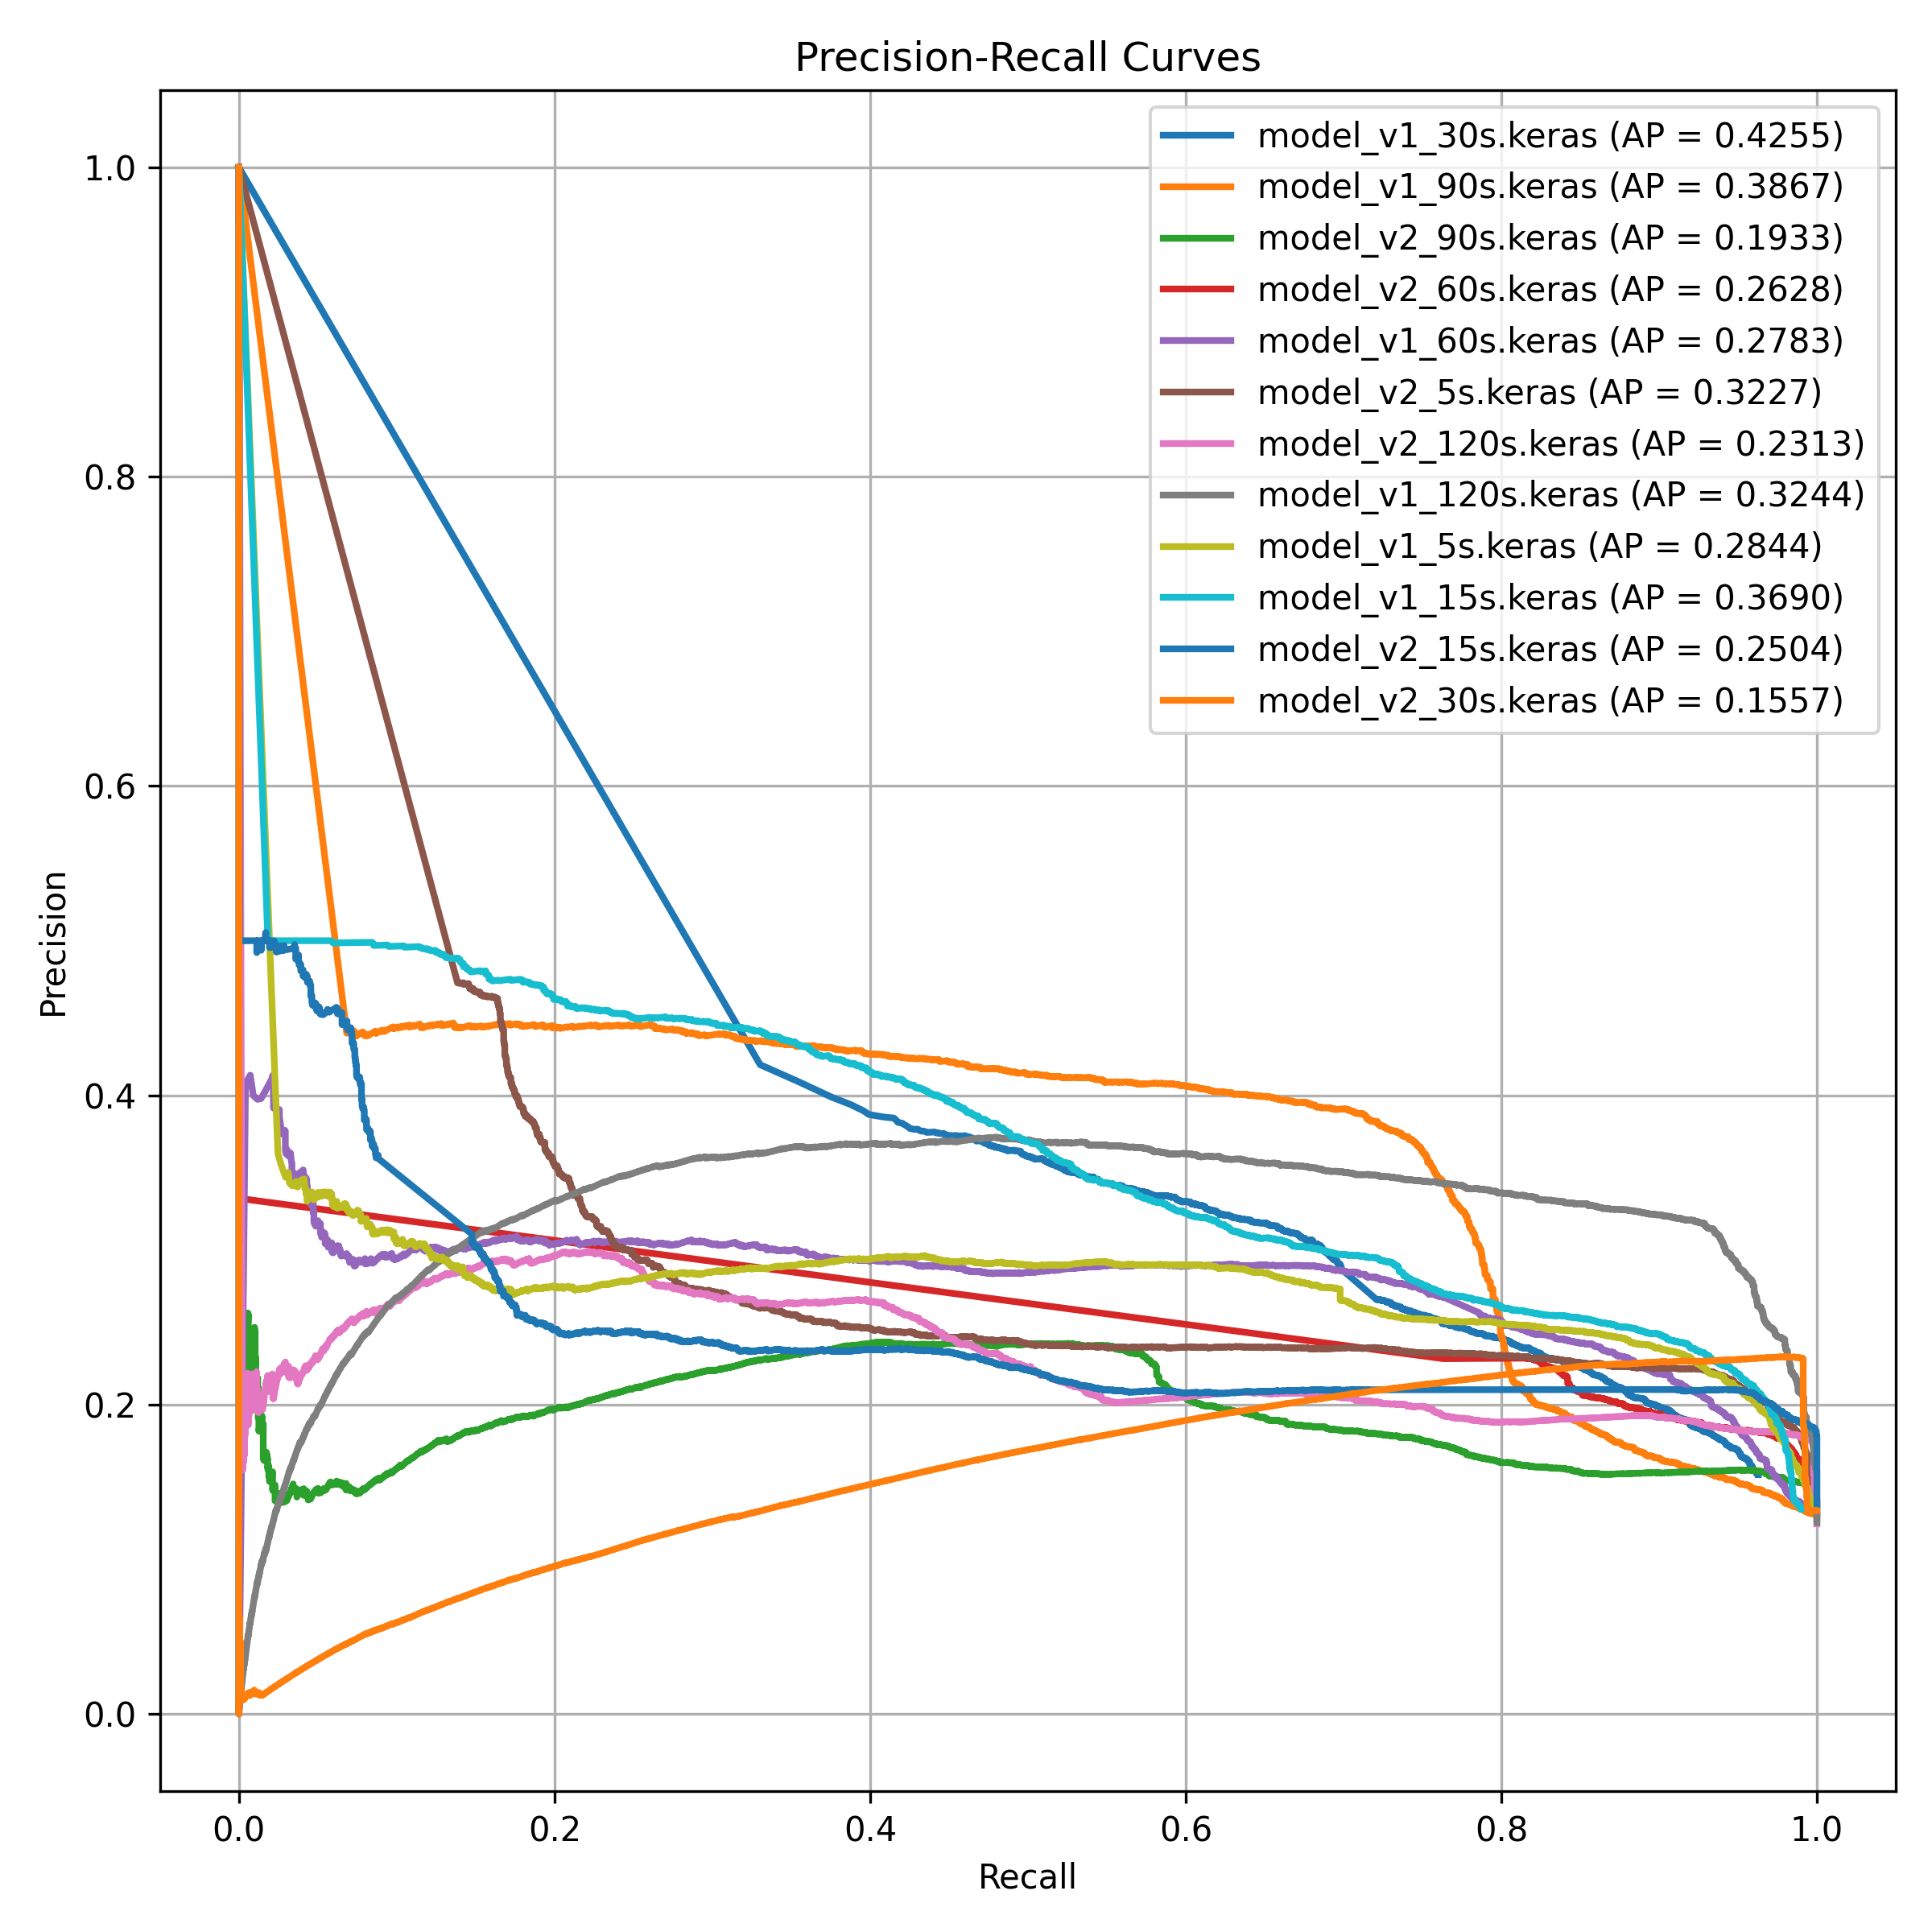 Precision-Recall Curves
model_v1_30s.keras (AP = 0.4255)
model_v1_90s.keras (AP = 0.3867)
model_v2_90s.keras (AP = 0.1933)
model_v2_60s.keras (AP = 0.2628)
model_v1_60s.keras (AP = 0.2783)
model_v2_5s.keras (AP = 0.3227)
model_v2_120s.keras (AP = 0.2313)
model_v1_120s.keras (AP = 0.3244)
model_v1_5s.keras (AP = 0.2844)
model_v1_15s.keras (AP = 0.3690)
model_v2_15s.keras (AP = 0.2504)
model_v2_30s.keras (AP = 0.1557)
Precision
1.0
0.8
0.6
0.4
0.2
0.0
0.0 0.2 0.4 0.6 0.8 1.0
Recall